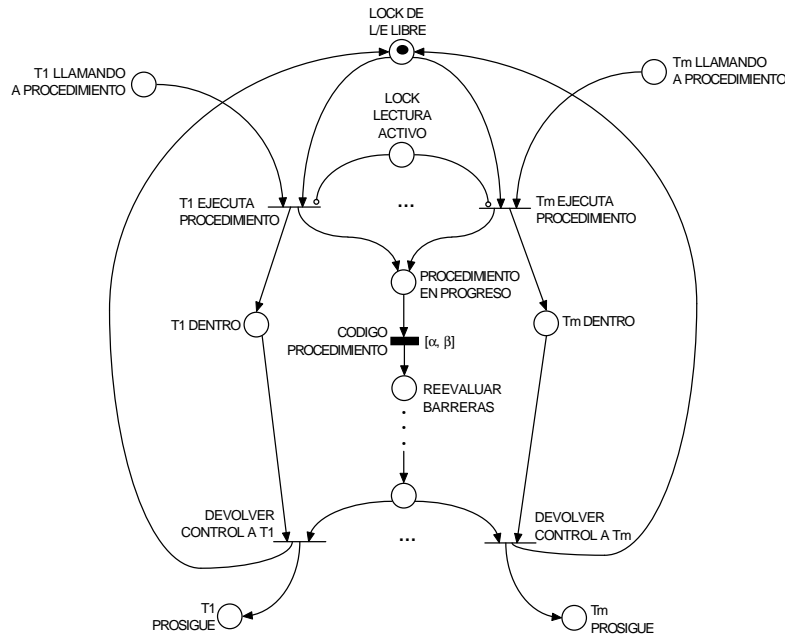 LOCK DE
L/E LIBRE
T1 LLAMANDO
A PROCEDIMIENTO
Tm LLAMANDO
A PROCEDIMIENTO
LOCK
LECTURA
ACTIVO
T1 EJECUTA
PROCEDIMIENTO
...
Tm EJECUTA
PROCEDIMIENTO
PROCEDIMIENTO
EN PROGRESO
T1 DENTRO
Tm DENTRO
CODIGO
PROCEDIMIENTO
[α, β]
REEVALUAR
BARRERAS
DEVOLVER
CONTROL A T1
...
DEVOLVER
CONTROL A Tm
T1
PROSIGUE
Tm
PROSIGUE